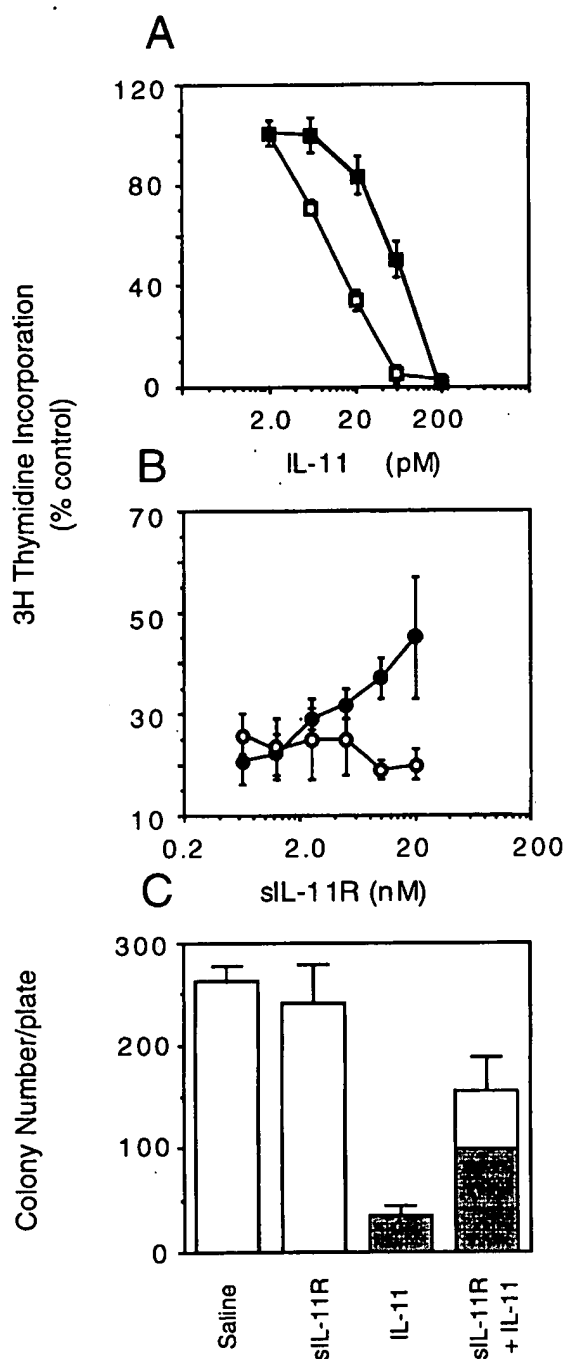 A
3H Thymidine Incorporation
(% control)
120
80
40
0
2.0 20 200
IL-11 (pM)
B
70
50
30
10
0.2 2.0 20 200
sIL-11R (nM)
C
Colony Number/plate
300
200
100
0
Saline
sIL-11R
IL-11
sIL-11R
+ IL-11